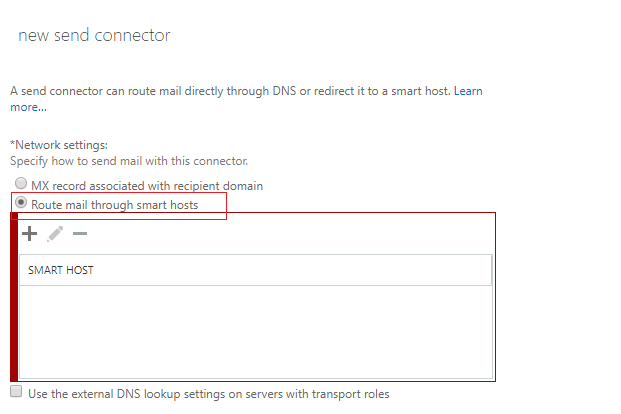 new send connector
A send connector can route mail directly through DNS or redirect it to a smart host. Learn
more...
*Network settings:
Specify how to send mail with this connector.
MX record associated with recipient domain
Route mail through smart hosts
SMART HOST
Use the external DNS lookup settings on servers with transport roles